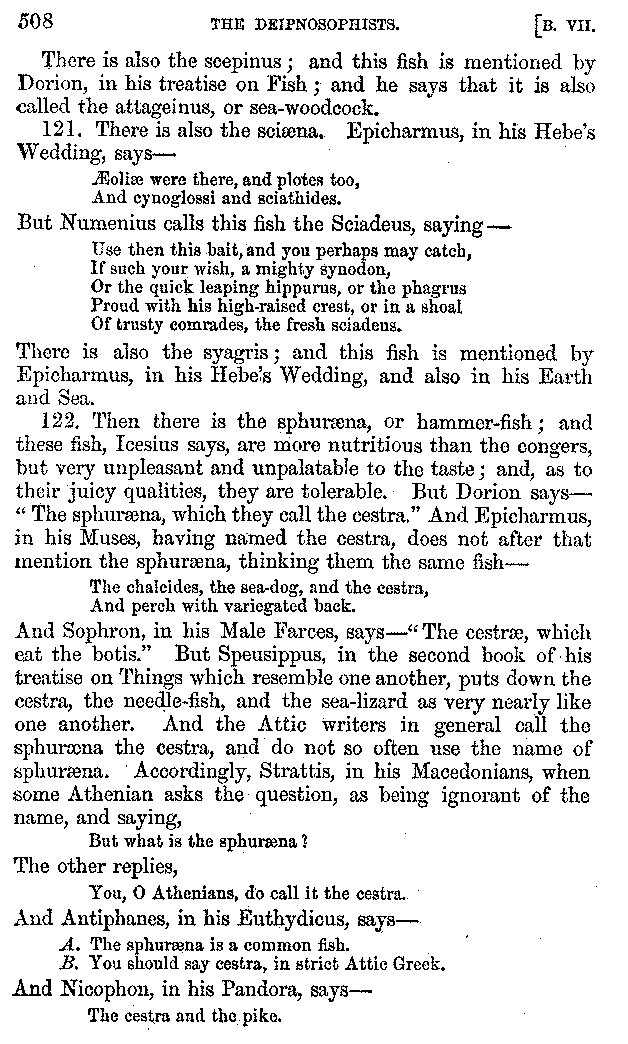 508 THE DEIPNOSOPHISTS. [B. VII.
There is also the scepinus; and this fish is mentioned by
Dorion, in his treatise on Fish; and he says that it is also
called the attageinus, or sea-woodcock.
121. There is also the sciæna. Epicharmus, in his Hebe's
Wedding, says—
Æoliæ were there, and plotes too,
And cynoglossi and sciathides.
But Numenius calls this fish the Sciadeus, saying—
Use then this bait, and you perhaps may catch,
If such your wish, a mighty synodon,
Or the quick leaping hippurus, or the phagrus
Proud with his high-raised crest, or in a shoal
Of trusty comrades, the fresh sciadeus.
There is also the syagris; and this fish is mentioned by
Epicharmus, in his Hebe's Wedding, and also in his Earth
and Sea.
122. Then there is the sphuræna, or hammer-fish; and
these fish, Icesius says, are more nutritious than the congers,
but very unpleasant and unpalatable to the taste; and, as to
their juicy qualities, they are tolerable. But Dorion says—
“The sphuræna, which they call the cestra.” And Epicharmus,
in his Muses, having named the cestra, does not after that
mention the sphuræna, thinking them the same fish—
The chalcides, the sea-dog, and the cestra,
And perch with variegated back.
And Sophron, in his Male Farces, says—“The cestræ, which
eat the botis.” But Speusippus, in the second book of his
treatise on Things which resemble one another, puts down the
cestra, the needle-fish, and the sea-lizard as very nearly like
one another. And the Attic writers in general call the
sphuræna the cestra, and do not so often use the name of
sphuræna. Accordingly, Strattis, in his Macedonians, when
some Athenian asks the question, as being ignorant of the
name, and saying,
But what is the sphuræna?
The other replies,
You, O Athenians, do call it the cestra.
And Antiphanes, in his Euthydicus, says—
A. The sphuræna is a common fish.
B. You should say cestra, in strict Attic Greek.
And Nicophon, in his Pandora, says—
The cestra and the pike.